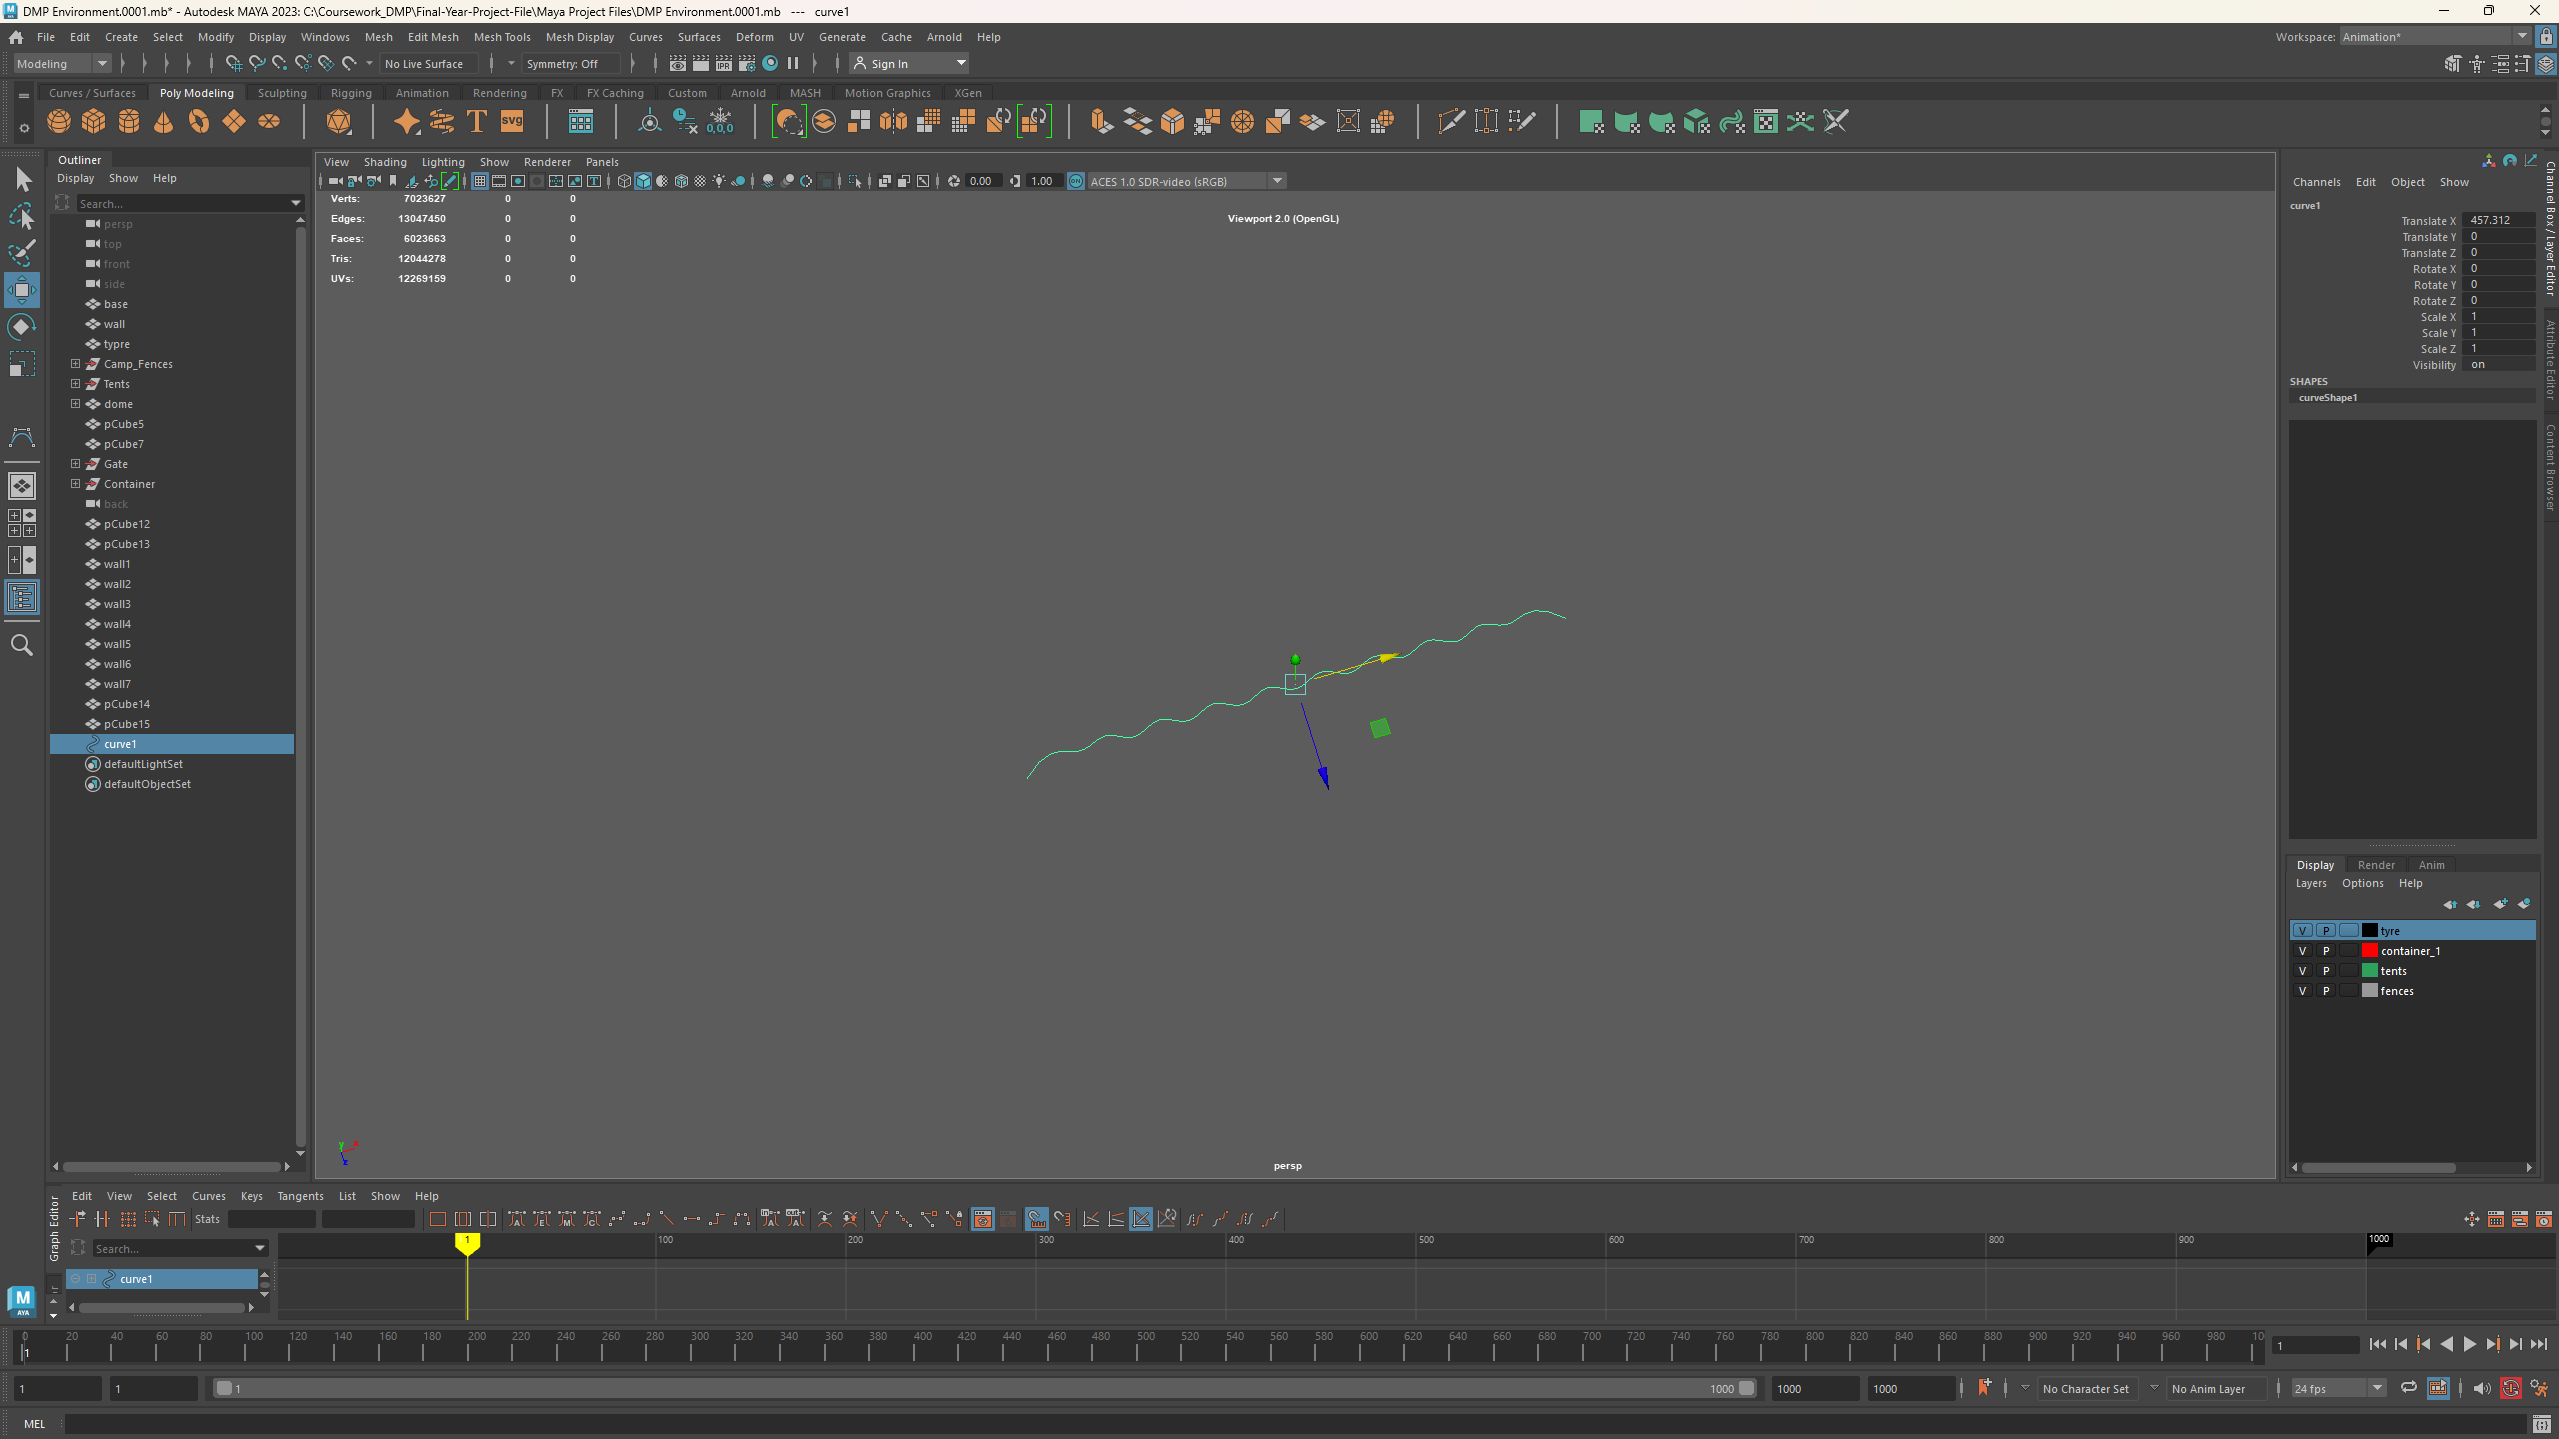 DMP Environment.0001.mb* - Autodesk MAYA 2023: C:\Coursework_DMP\Final-Year-Project-File\Maya Project Files\DMP Environment.0001.mb --- curve1
File Edit Create Select Modify Display Windows Mesh Edit Mesh Mesh Tools Mesh Display Curves Surfaces Deform UV Generate Cache Arnold Help
Workspace: Animation*
Modeling No Live Surface Symmetry: Off Sign In
Curves / Surfaces Poly Modeling Sculpting Rigging Animation Rendering FX FX Caching Custom Arnold MASH Motion Graphics XGen
Outliner
Display Show Help
Search...
persp
top
front
side
base
wall
typre
Camp_Fences
Tents
dome
pCube5
pCube7
Gate
Container
back
pCube12
pCube13
wall1
wall2
wall3
wall4
wall5
wall6
wall7
pCube14
pCube15
curve1
defaultLightSet
defaultObjectSet
View Shading Lighting Show Renderer Panels
0.00 1.00 ACES 1.0 SDR-video (sRGB)
Verts: 7023627 0 0
Edges: 13047450 0 0
Faces: 6023663 0 0
Tris: 12044278 0 0
UVs: 12269159 0 0
Viewport 2.0 (OpenGL)
persp
Channels Edit Object Show
curve1
Translate X 457.312
Translate Y 0
Translate Z 0
Rotate X 0
Rotate Y 0
Rotate Z 0
Scale X 1
Scale Y 1
Scale Z 1
Visibility on
SHAPES
curveShape1
Channel Box / Layer Editor
Attribute Editor
Content Browser
Display Render Anim
Layers Options Help
V P tyre
V P container_1
V P tents
V P fences
Graph Editor
Edit View Select Curves Keys Tangents List Show Help
Stats
Search...
curve1
1 100 200 300 400 500 600 700 800 900 1000
0 20 40 60 80 100 120 140 160 180 200 220 240 260 280 300 320 340 360 380 400 420 440 460 480 500 520 540 560 580 600 620 640 660 680 700 720 740 760 780 800 820 840 860 880 900 920 940 960 980 10
1
1
1 1 1 1000 1000 1000 No Character Set No Anim Layer 24 fps
MEL